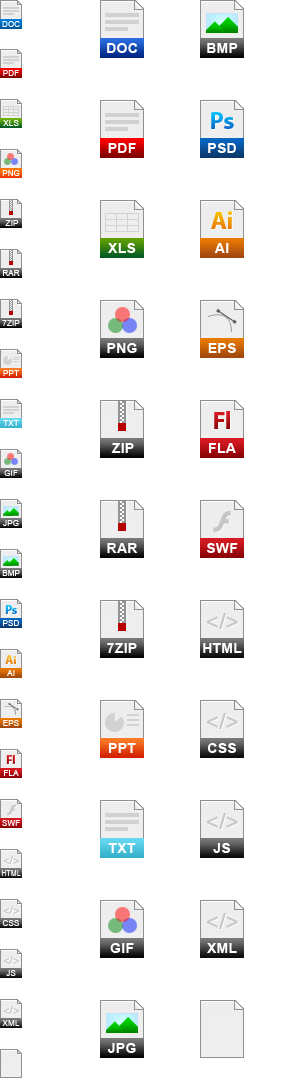 DOC
PDF
XLS
PNG
ZIP
RAR
7ZIP
PPT
TXT
GIF
JPG
BMP
Ps
PSD
Ai
AI
EPS
Fl
FLA
SWF
</>
HTML
</>
CSS
</>
JS
</>
XML
DOC
PDF
XLS
PNG
ZIP
RAR
7ZIP
PPT
TXT
GIF
JPG
BMP
Ps
PSD
Ai
AI
EPS
Fl
FLA
f
SWF
</>
HTML
</>
CSS
</>
JS
</>
XML